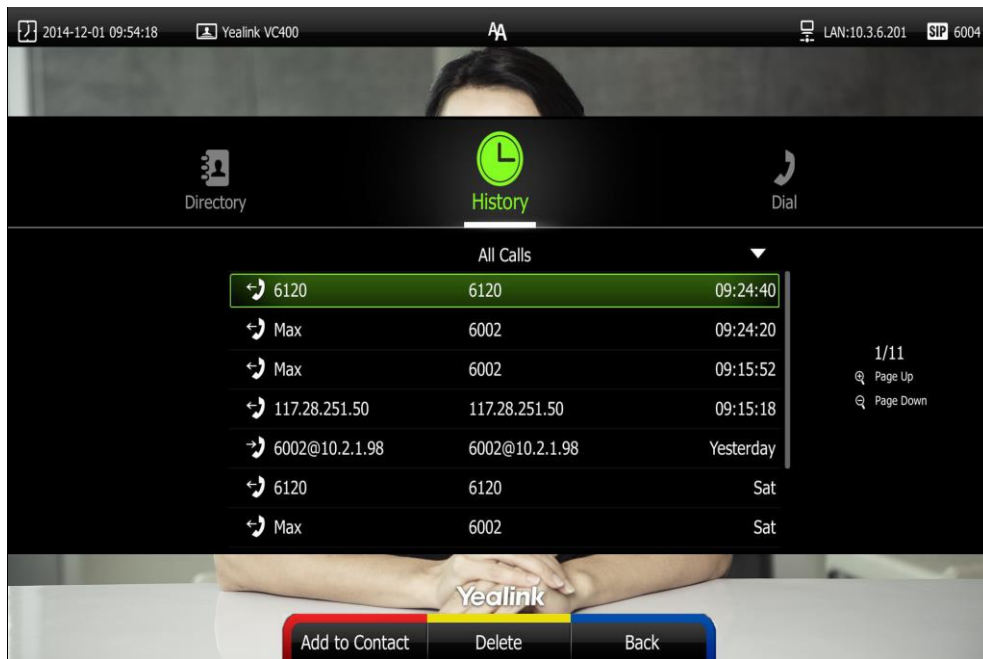 2014-12-01 09:54:18 Yealink VC400 AA LAN:10.3.6.201 SIP 6004
Directory History Dial
All Calls
6120 6120 09:24:40
Max 6002 09:24:20
Max 6002 09:15:52
117.28.251.50 117.28.251.50 09:15:18
6002@10.2.1.98 6002@10.2.1.98 Yesterday
6120 6120 Sat
Max 6002 Sat
1/11
Page Up
Page Down
Yealink
Add to Contact Delete Back